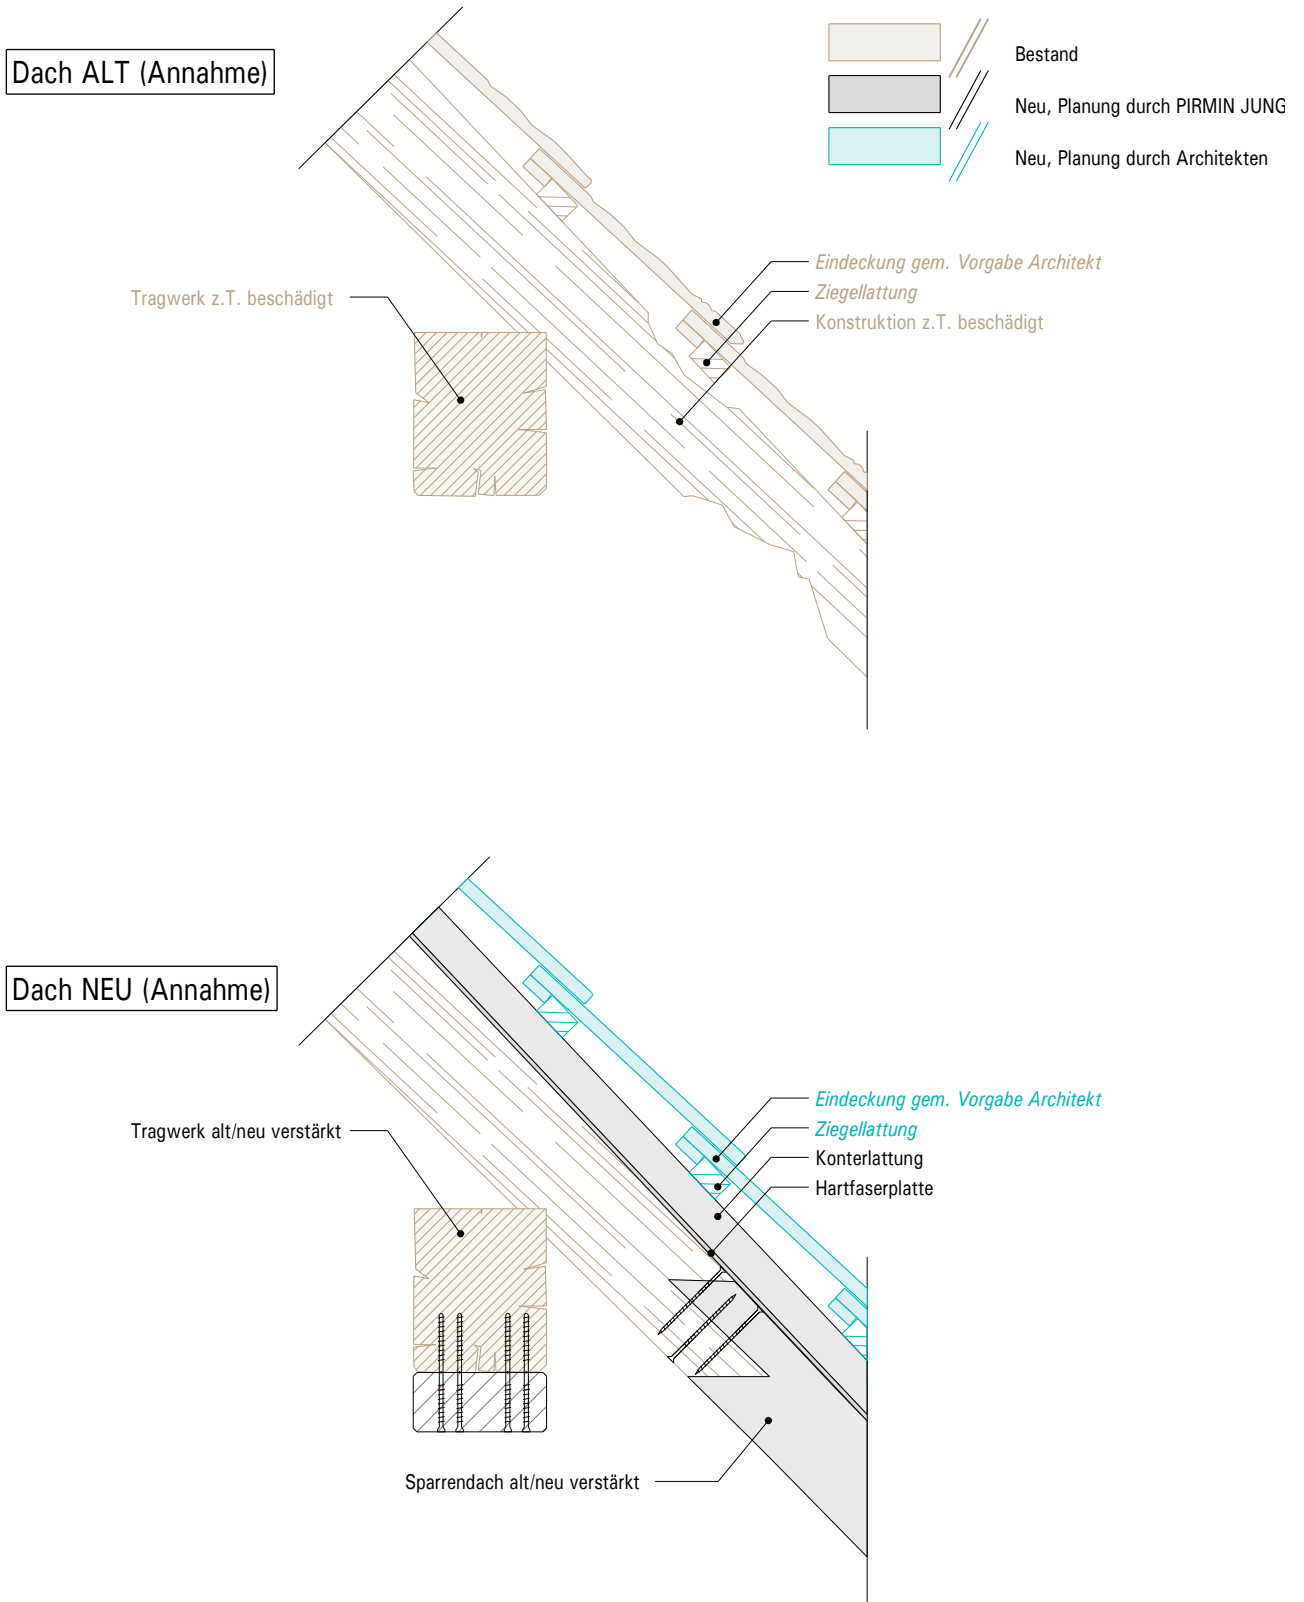 Dach ALT (Annahme)
Bestand
Neu, Planung durch PIRMIN JUNG
Neu, Planung durch Architekten
Eindeckung gem. Vorgabe Architekt
Ziegellattung
Konstruktion z.T. beschädigt
Tragwerk z.T. beschädigt
Dach NEU (Annahme)
Eindeckung gem. Vorgabe Architekt
Ziegellattung
Konterlattung
Hartfaserplatte
Tragwerk alt/neu verstärkt
Sparrendach alt/neu verstärkt